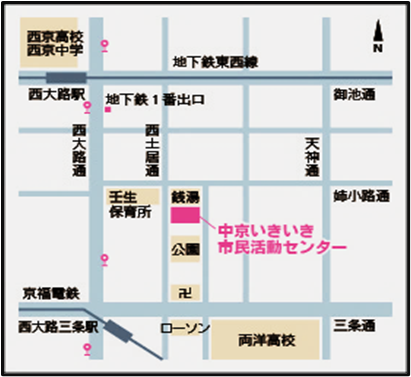 西京高校
西京中学
N
地下鉄東西線
西大路駅
地下鉄1番出口
御池通
西大路通
西土居通
天神通
壬生
保育所
銭湯
姉小路通
中京いきいき
市民活動センター
公園
卍
京福電鉄
西大路三条駅
ローソン
両洋高校
三条通